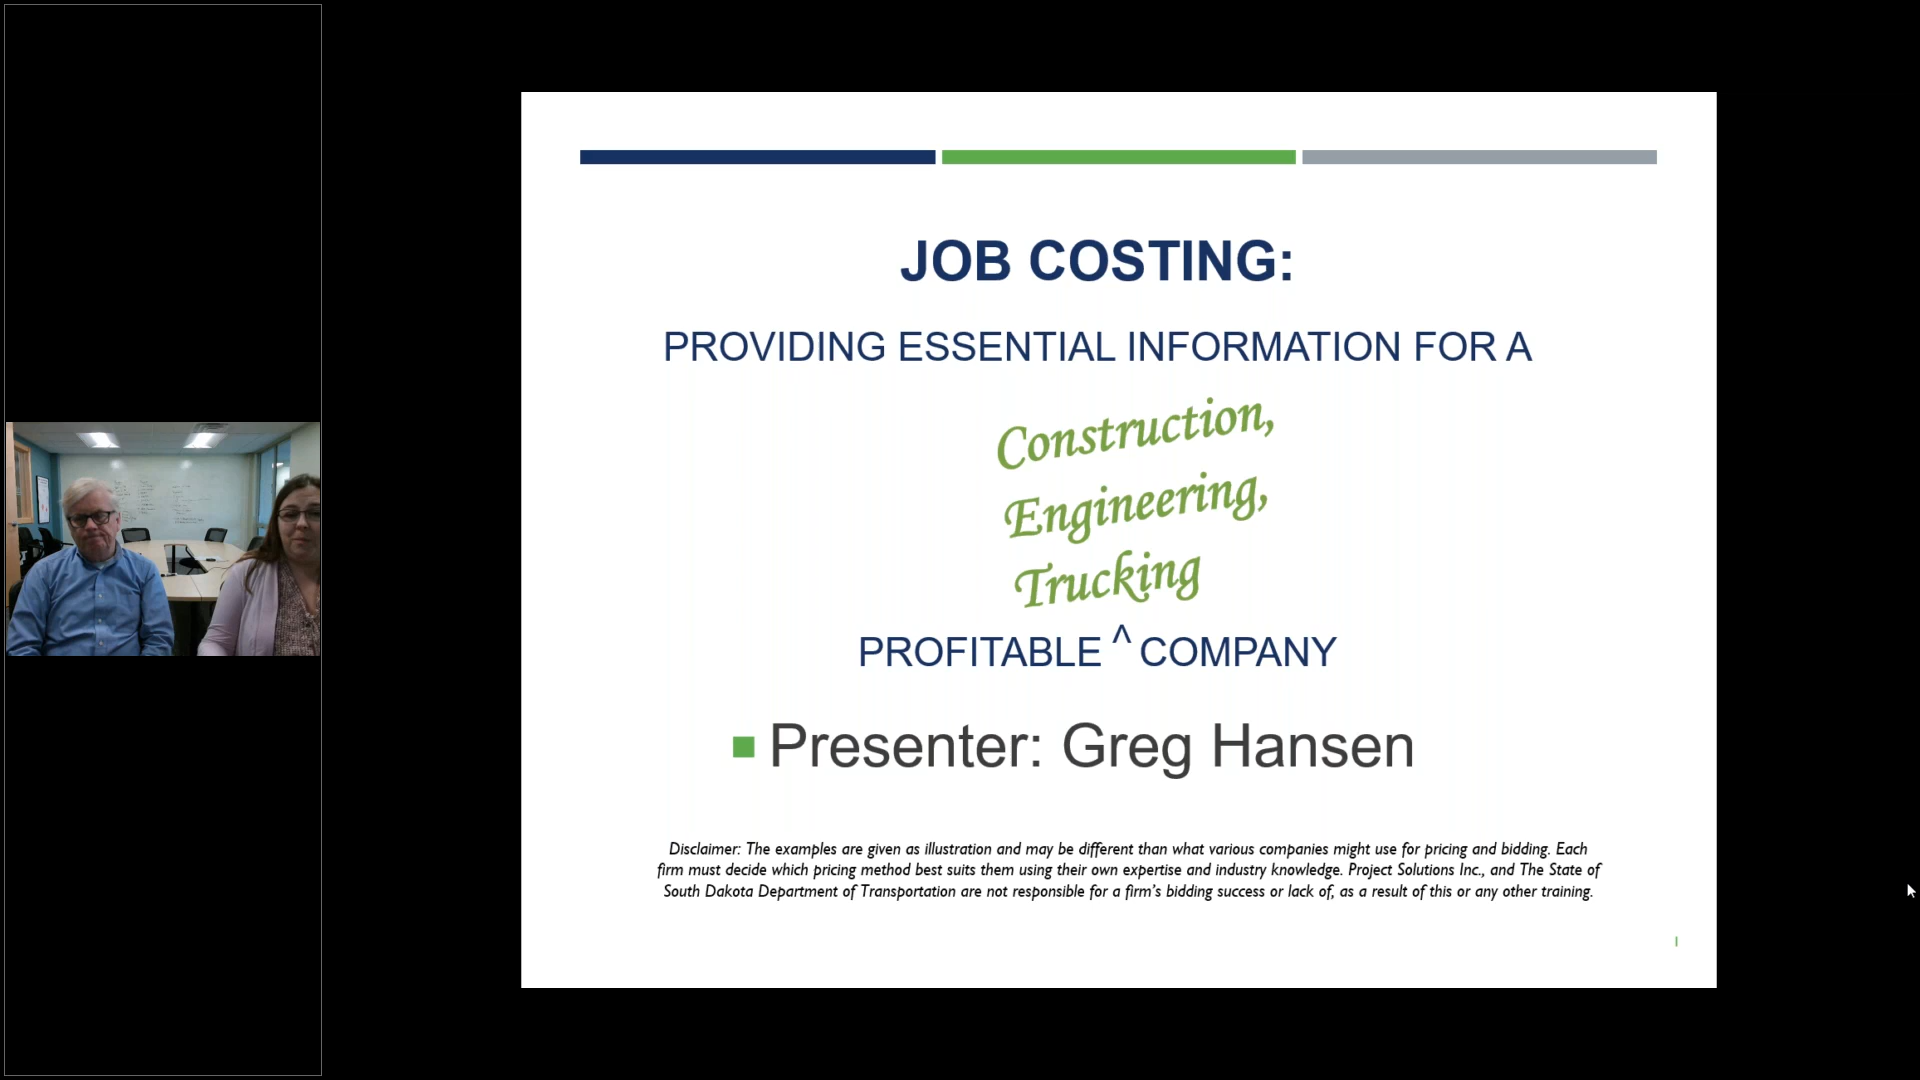 JOB COSTING:
PROVIDING ESSENTIAL INFORMATION FOR A
Construction,
Engineering,
Trucking
PROFITABLE ^ COMPANY
Presenter: Greg Hansen
Disclaimer: The examples are given as illustration and may be different than what various companies might use for pricing and bidding. Each
firm must decide which pricing method best suits them using their own expertise and industry knowledge. Project Solutions Inc., and The State of
South Dakota Department of Transportation are not responsible for a firm's bidding success or lack of, as a result of this or any other training.
1